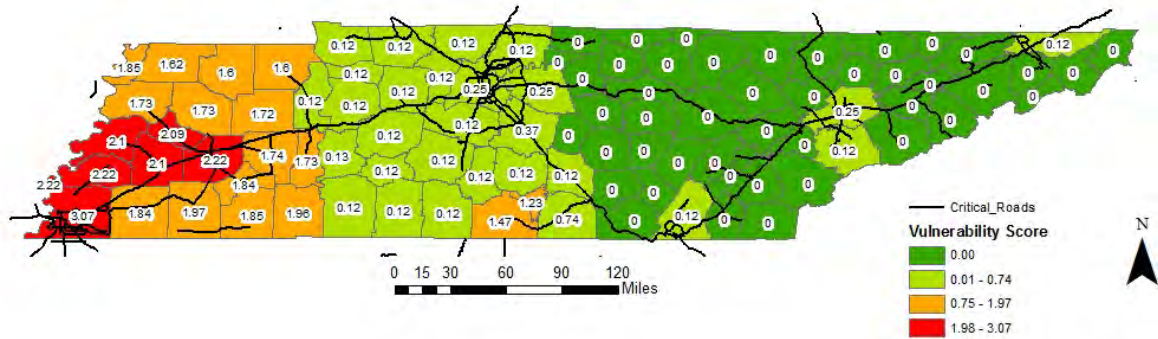 0.12 0.12 0.12 0.12 0 0 0 0 0 0 0 0 0.12 0
1.85 1.62 1.6 1.6 0 0 0 0 0 0 0 0 0 0 0
0.12 0.12 0.12 0.25 0.25 0 0 0 0 0 0 0 0
1.73 1.73 1.72 0.12 0.25 0 0
2.1 2.09 0.12 0.12 0.37 0 0 0 0 0 0
2.22 2.1 2.22 1.74 1.73 0.13 0.12 0.12 0.12 0.12 0 0 0 0 0 0.12
2.22 1.84 0 0 0 0
3.07 1.84 1.97 1.85 1.96 0.12 0.12 0.12 1.47 1.23 0.74 0 0.12 0 0
Critical_Roads
Vulnerability Score
0.00
0.01 - 0.74
0.75 - 1.97
1.98 - 3.07
N
0 15 30 60 90 120
Miles